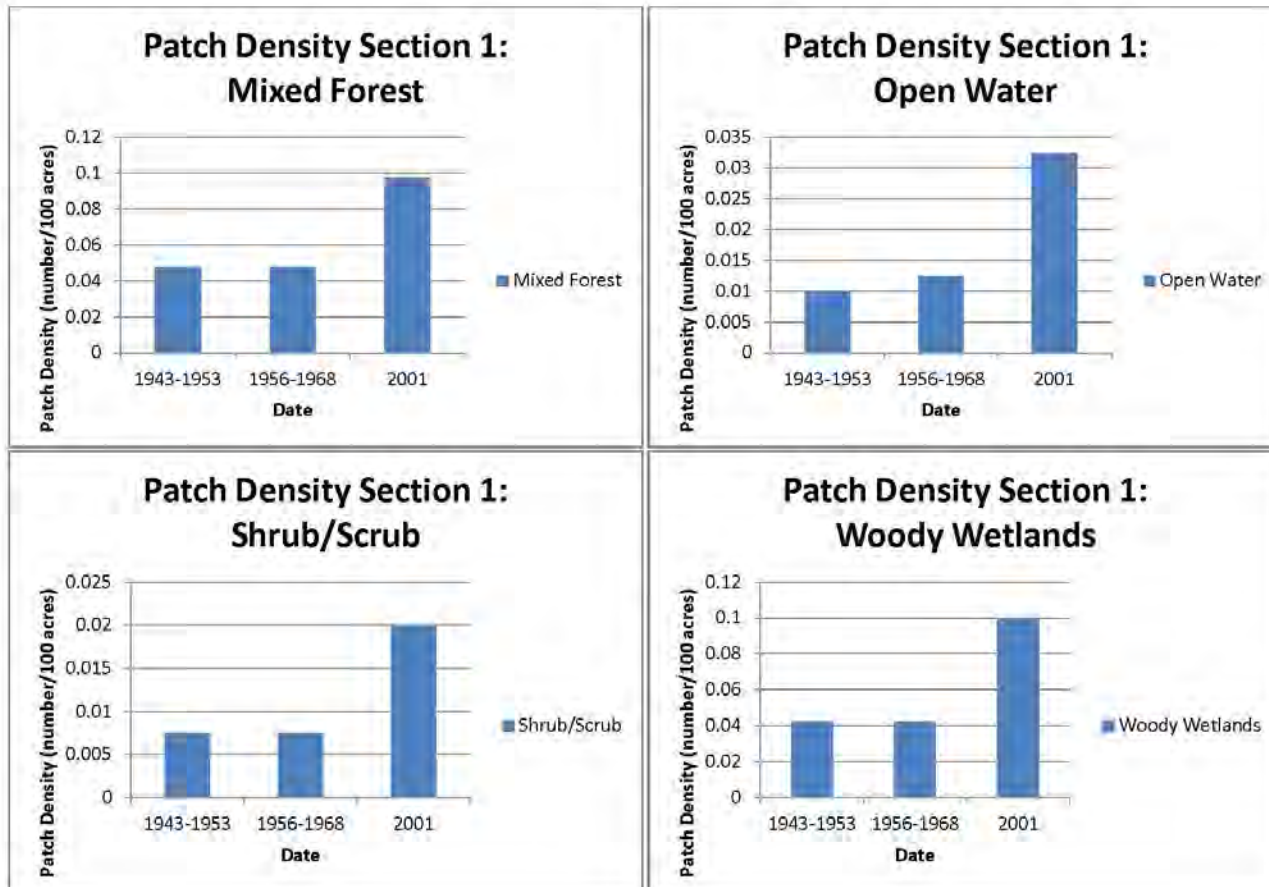 Patch Density Section 1:
Mixed Forest
Patch Density (number/100 acres)
0.12
0.1
0.08
0.06
0.04
0.02
0
1943-1953 1956-1968 2001
Date
Mixed Forest
Patch Density Section 1:
Open Water
Patch Density (number/100 acres)
0.035
0.03
0.025
0.02
0.015
0.01
0.005
0
1943-1953 1956-1968 2001
Date
Open Water
Patch Density Section 1:
Shrub/Scrub
Patch Density (number/100 acres)
0.025
0.02
0.015
0.01
0.005
0
1943-1953 1956-1968 2001
Date
Shrub/Scrub
Patch Density Section 1:
Woody Wetlands
Patch Density (number/100 acres)
0.12
0.1
0.08
0.06
0.04
0.02
0
1943-1953 1956-1968 2001
Date
Woody Wetlands